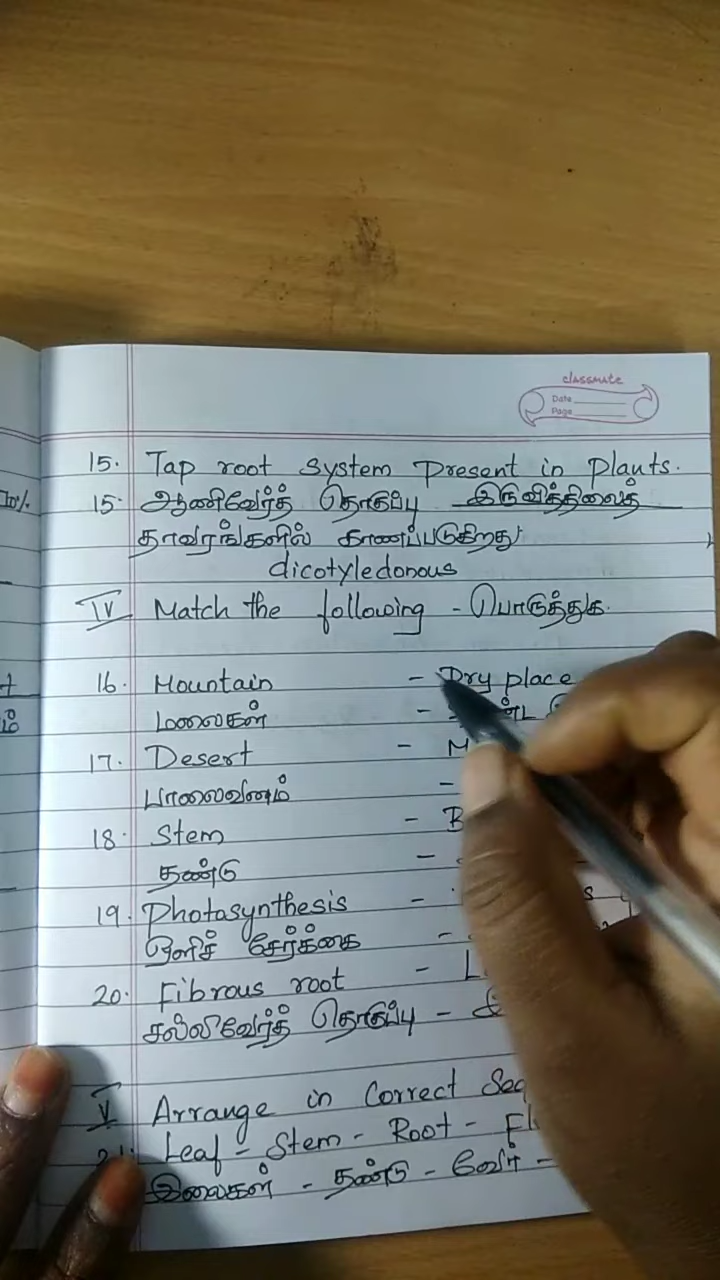 classmate
Date
Page
15. Tap root system Present in Plants.
15. ஆணிவேர்த் தொகுப்பு இருவித்திலைத்
தாவரங்களில் காணப்படுகிறது
dicotyledonous
IV Match the following - பொருத்துக.
16. Mountain - Dry place
மலைகள் -
17. Desert -
பாலைவனம் -
18. Stem -
தண்டு -
19. Photasynthesis -
ஒளிச் சேர்க்கை -
20. Fibrous root -
சல்லிவேர்த் தொகுப்பு -
V Arrange in Correct
Leaf - Stem - Root -
இலைகள் - தண்டு - வேர் -